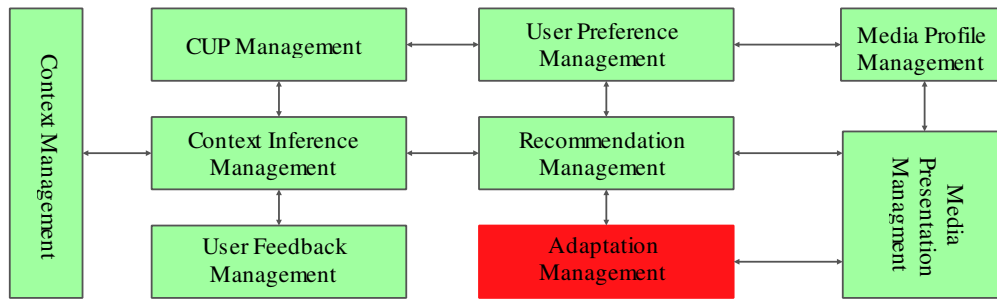 Context Management
CUP Management
User Preference
Management
Media Profile
Management
Context Inference
Management
Recommendation
Management
Media
Presentation
Managment
User Feedback
Management
Adaptation
Management